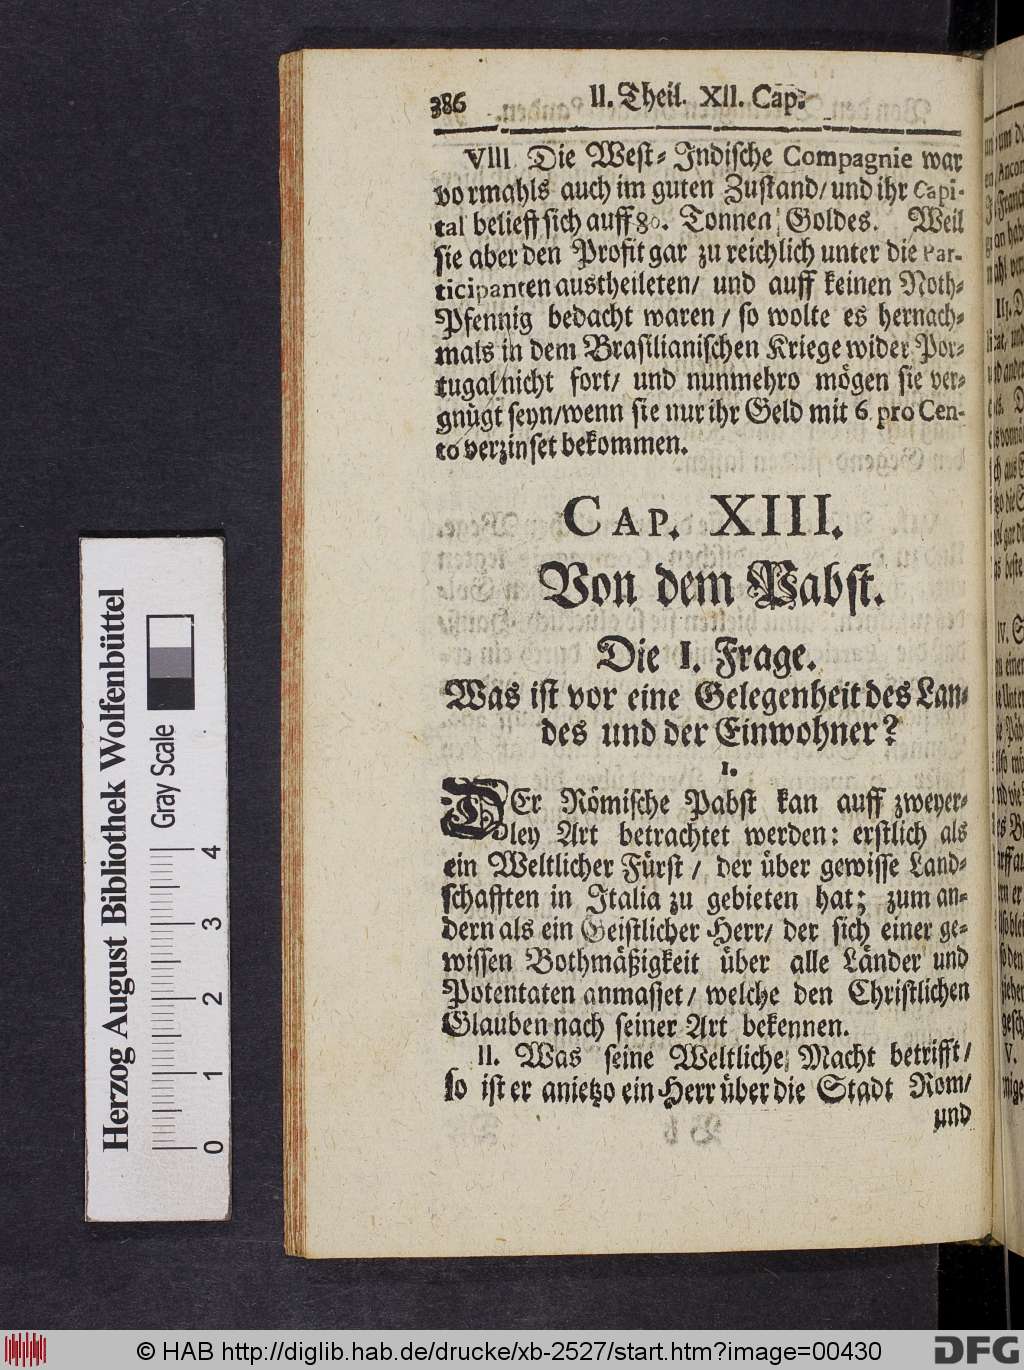 386 II. Theil. XII. Cap.
VIII Die West-Indische Compagnie war
vormahls auch im guten Zustand/ und ihr Capi-
tal belieff sich auff 80. Tonnen Goldes. Weil
sie aber den Profit gar zu reichlich unter die Par-
ticipanten austheileten/ und auff keinen Noth-
Pfennig bedacht waren/ so wolte es hernach-
mals in dem Brasilianischen Kriege wider Por-
tugal nicht fort/ und nunmehro mögen sie ver-
gnügt seyn/ wenn sie nur ihr Geld mit 6. pro Cen-
to verzinset bekommen.
CAP. XIII.
Von dem Pabst.
Die I. Frage.
Was ist vor eine Gelegenheit des Lan-
des und der Einwohner?
I.
DEr Römische Pabst kan auff zweyer-
ley Art betrachtet werden: erstlich als
ein Weltlicher Fürst/ der über gewisse Land-
schafften in Italia zu gebieten hat; zum an-
dern als ein Geistlicher Herr/ der sich einer ge-
wissen Bothmäßigkeit über alle Länder und
Potentaten anmasset/ welche den Christlichen
Glauben nach seiner Art bekennen.
II. Was seine Weltliche Macht betrifft/
so ist er anietzo ein Herr über die Stadt Rom/
und
Herzog August Bibliothek Wolfenbüttel
Gray Scale
0 1 2 3 4
© HAB http://diglib.hab.de/drucke/xb-2527/start.htm?image=00430
DFG